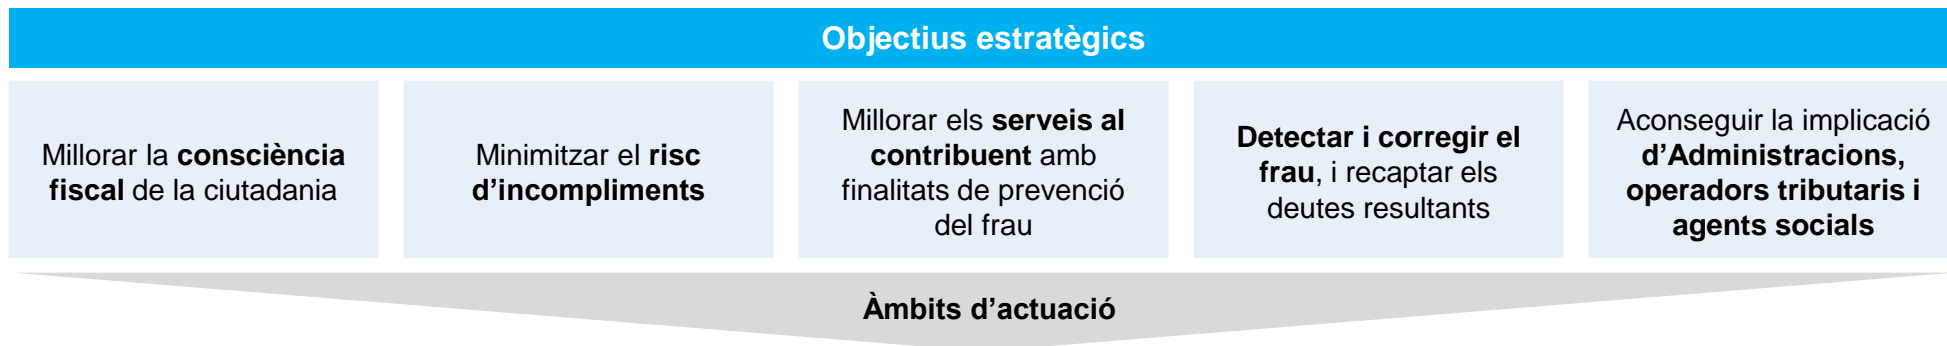 Objectius estratègics
Millorar la consciència
fiscal de la ciutadania
Minimitzar el risc
d’incompliments
Millorar els serveis al
contribuent amb
finalitats de prevenció
del frau
Detectar i corregir el
frau, i recaptar els
deutes resultants
Aconseguir la implicació
d’Administracions,
operadors tributaris i
agents socials
Àmbits d’actuació